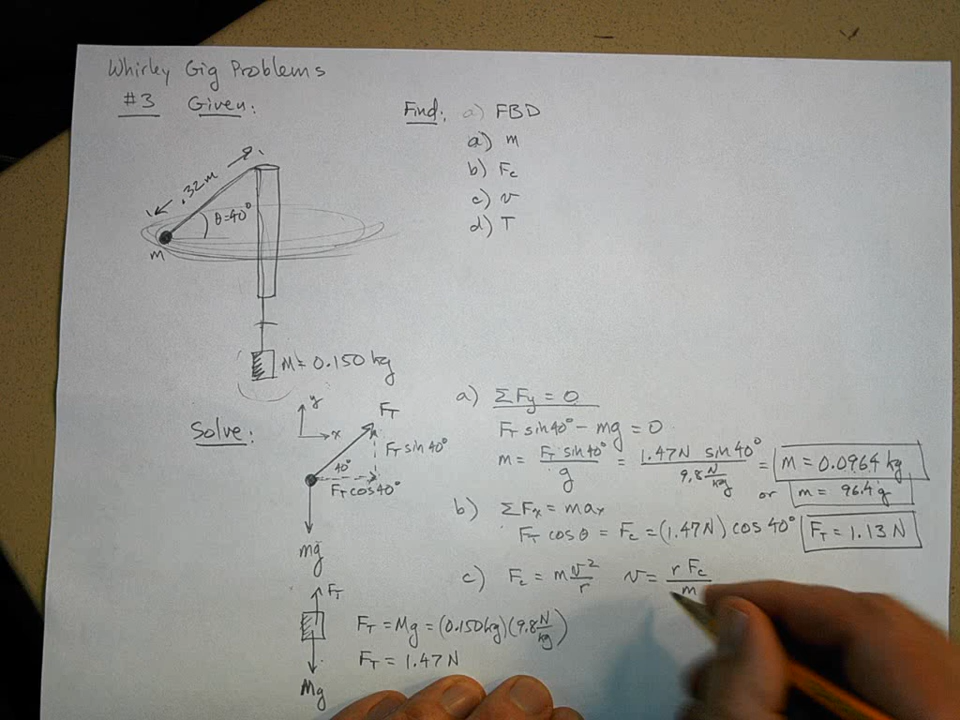 Whirley Gig Problems
#3 Given:
Find: a) FBD
a) m
b) Fc
c) v
d) T
.32m
θ=40°
m
M = 0.150 kg
Solve:
y
x
FT
FT sin 40°
40°
FT cos 40°
mg
FT
Mg
FT = Mg = (0.150 kg)(9.8 N/kg)
FT = 1.47 N
a) ΣFy = 0
FT sin 40° - mg = 0
m = FT sin 40° / g = 1.47N sin 40° / 9.8 N/kg = m = 0.0964 kg
or m = 96.4 g
b) ΣFx = max
FT cos θ = Fc = (1.47N) cos 40° FT = 1.13 N
c) Fc = m v²/r v = r Fc / m